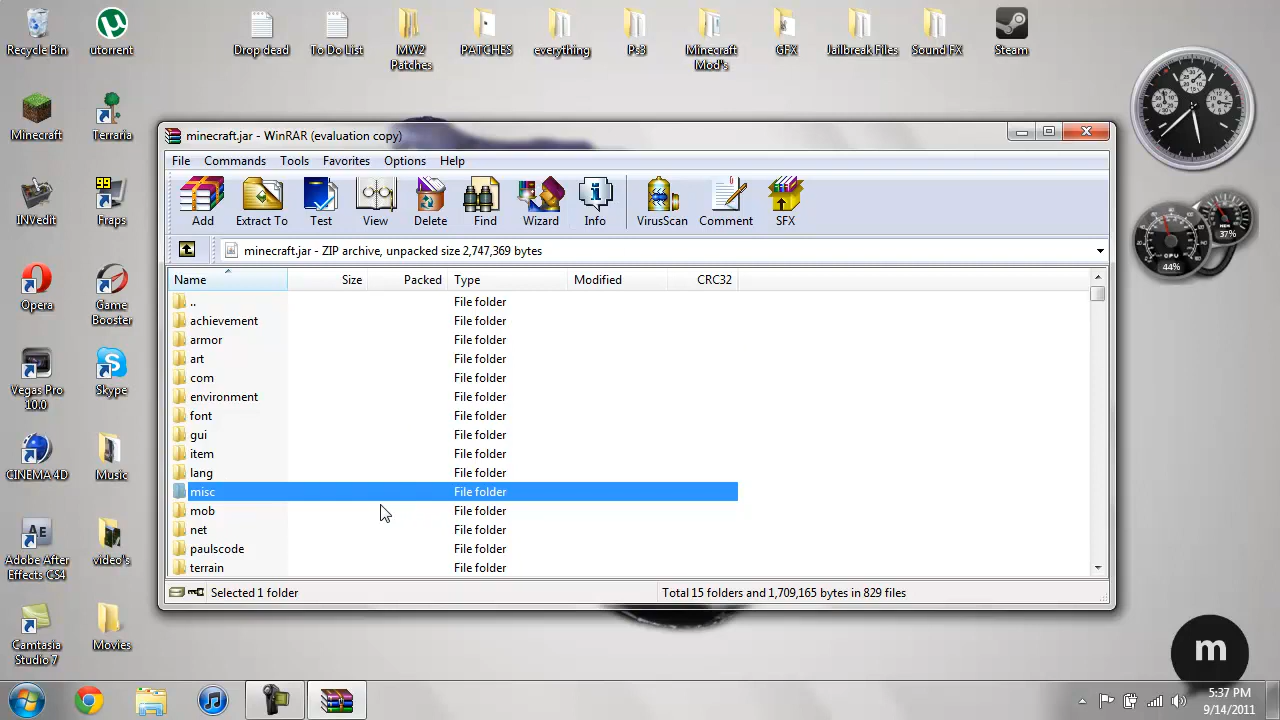 Recycle Bin
utorrent
Drop dead
To Do List
MW2
Patches
PATCHES
everything
Ps3
Minecraft
Mod"s
GFX
Jailbreak Files
Sound FX
Steam
Minecraft
Terraria
INVedit
99
Fraps
Opera
Game
Booster
Vegas Pro
10.0
Skype
CINEMA 4D
Music
AE
Adobe After
Effects CS4
video"s
Camtasia
Studio 7
Movies
minecraft.jar - WinRAR (evaluation copy)
File Commands Tools Favorites Options Help
Add Extract To Test View Delete Find Wizard Info VirusScan Comment SFX
minecraft.jar - ZIP archive, unpacked size 2,747,369 bytes
Name Size Packed Type Modified CRC32
.. File folder
achievement File folder
armor File folder
art File folder
com File folder
environment File folder
font File folder
gui File folder
item File folder
lang File folder
misc File folder
mob File folder
net File folder
paulscode File folder
terrain File folder
Selected 1 folder
Total 15 folders and 1,709,165 bytes in 829 files
37%
CPU
44%
m
5:37 PM
9/14/2011